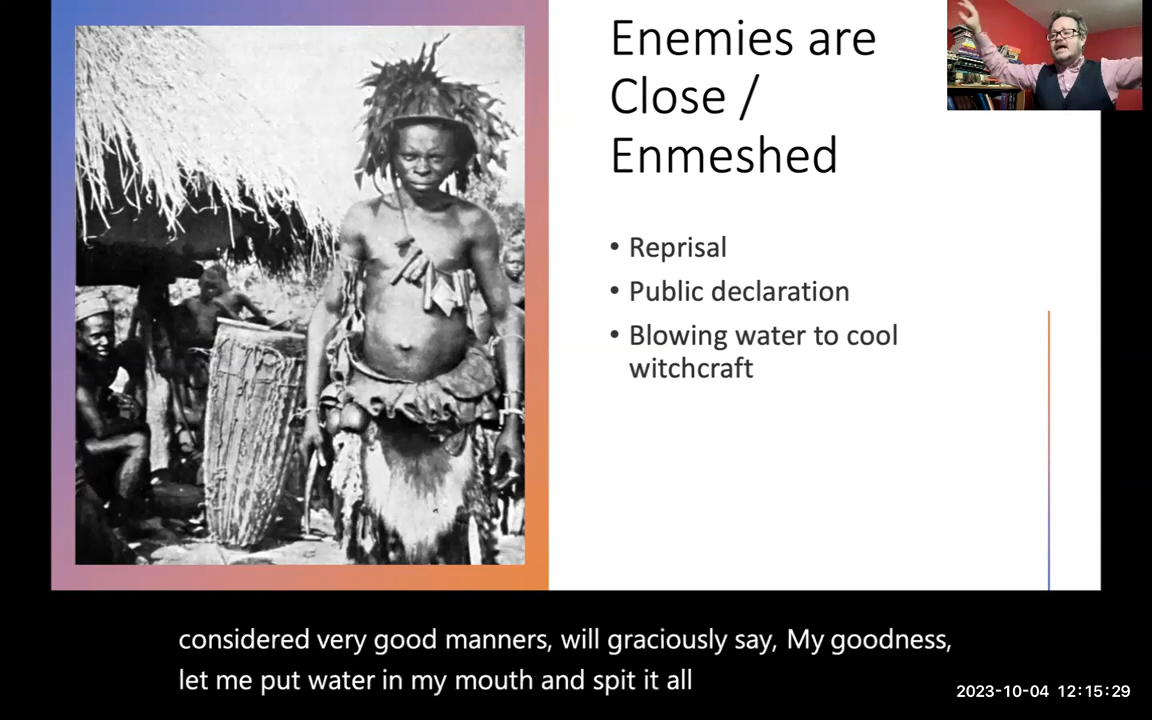 Enemies are
Close /
Enmeshed
• Reprisal
• Public declaration
• Blowing water to cool
witchcraft
considered very good manners, will graciously say, My goodness,
let me put water in my mouth and spit it all
2023-10-04 12:15:29